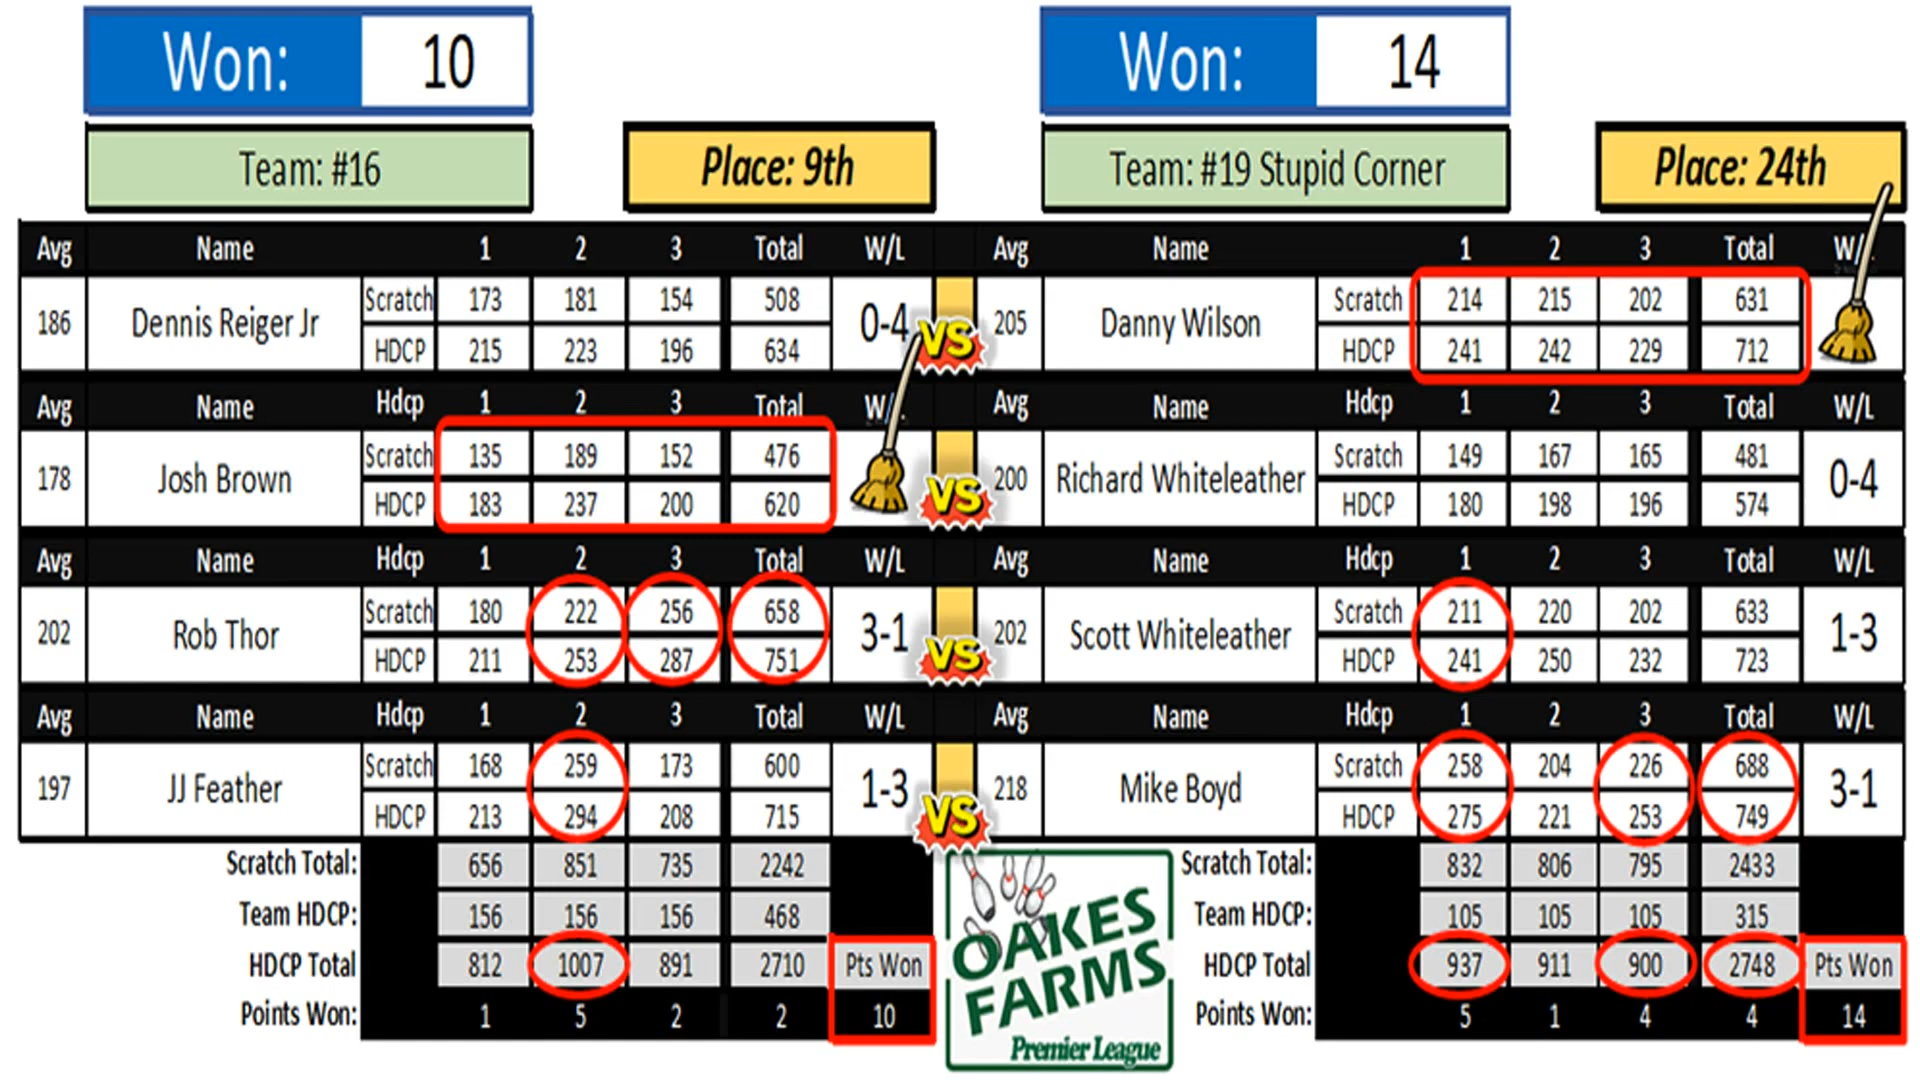 Won: 10 Won: 14
Team: #16 Place: 9th Team: #19 Stupid Corner Place: 24th
Avg Name 1 2 3 Total W/L Avg Name 1 2 3 Total W/
186 Dennis Reiger Jr Scratch 173 181 154 508 0-4 VS 205 Danny Wilson Scratch 214 215 202 631
HDCP 215 223 196 634 HDCP 241 242 229 712
Avg Name Hdcp 1 2 3 Total W/L Avg Name Hdcp 1 2 3 Total W/L
178 Josh Brown Scratch 135 189 152 476 VS 200 Richard Whiteleather Scratch 149 167 165 481 0-4
HDCP 183 237 200 620 HDCP 180 198 196 574
Avg Name Hdcp 1 2 3 Total W/L Avg Name Hdcp 1 2 3 Total W/L
202 Rob Thor Scratch 180 222 256 658 3-1 VS 202 Scott Whiteleather Scratch 211 220 202 633 1-3
HDCP 211 253 287 751 HDCP 241 250 232 723
Avg Name Hdcp 1 2 3 Total W/L Avg Name Hdcp 1 2 3 Total W/L
197 JJ Feather Scratch 168 259 173 600 1-3 VS 218 Mike Boyd Scratch 258 204 226 688 3-1
HDCP 213 294 208 715 HDCP 275 221 253 749
Scratch Total: 656 851 735 2242 Scratch Total: 832 806 795 2433
Team HDCP: 156 156 156 468 Team HDCP: 105 105 105 315
HDCP Total 812 1007 891 2710 Pts Won HDCP Total 937 911 900 2748 Pts Won
Points Won: 1 5 2 2 10 Points Won: 5 1 4 4 14
OAKES
FARMS
Premier League